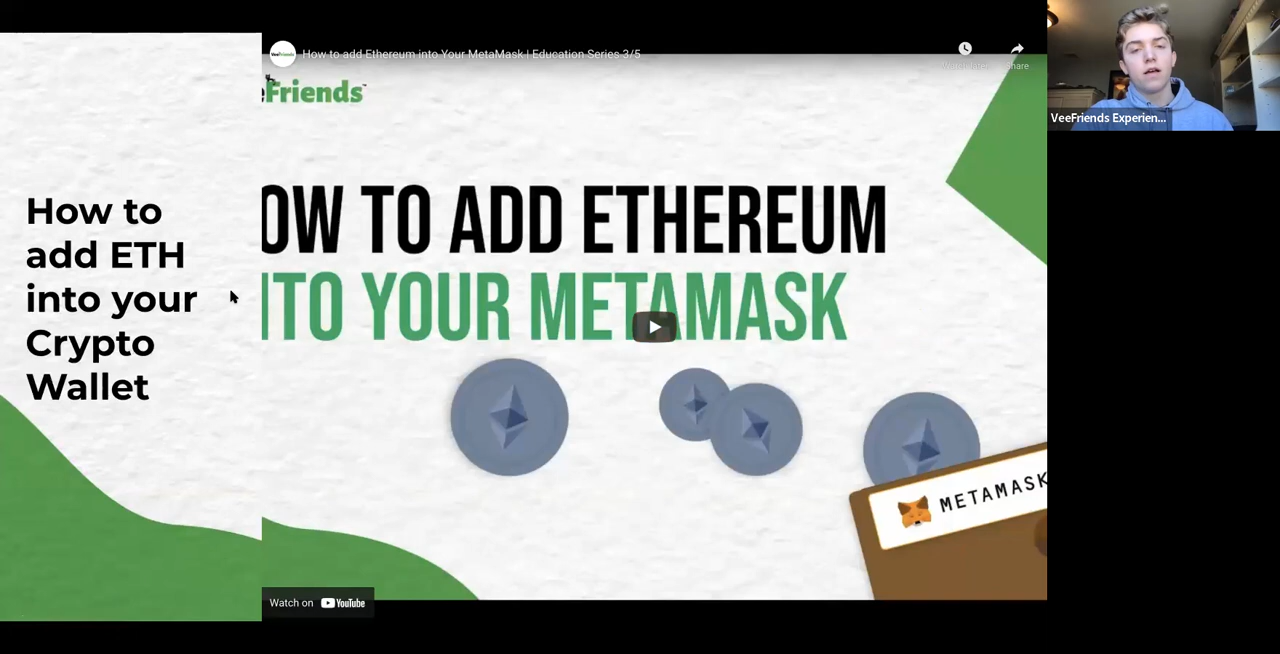 How to add Ethereum into Your MetaMask | Education Series 3/5
Share
eFriends
OW TO ADD ETHEREUM
ITO YOUR METAMASK
How to
add ETH
into your
Crypto
Wallet
METAMASK
Watch on YouTube
VeeFriends Experien...